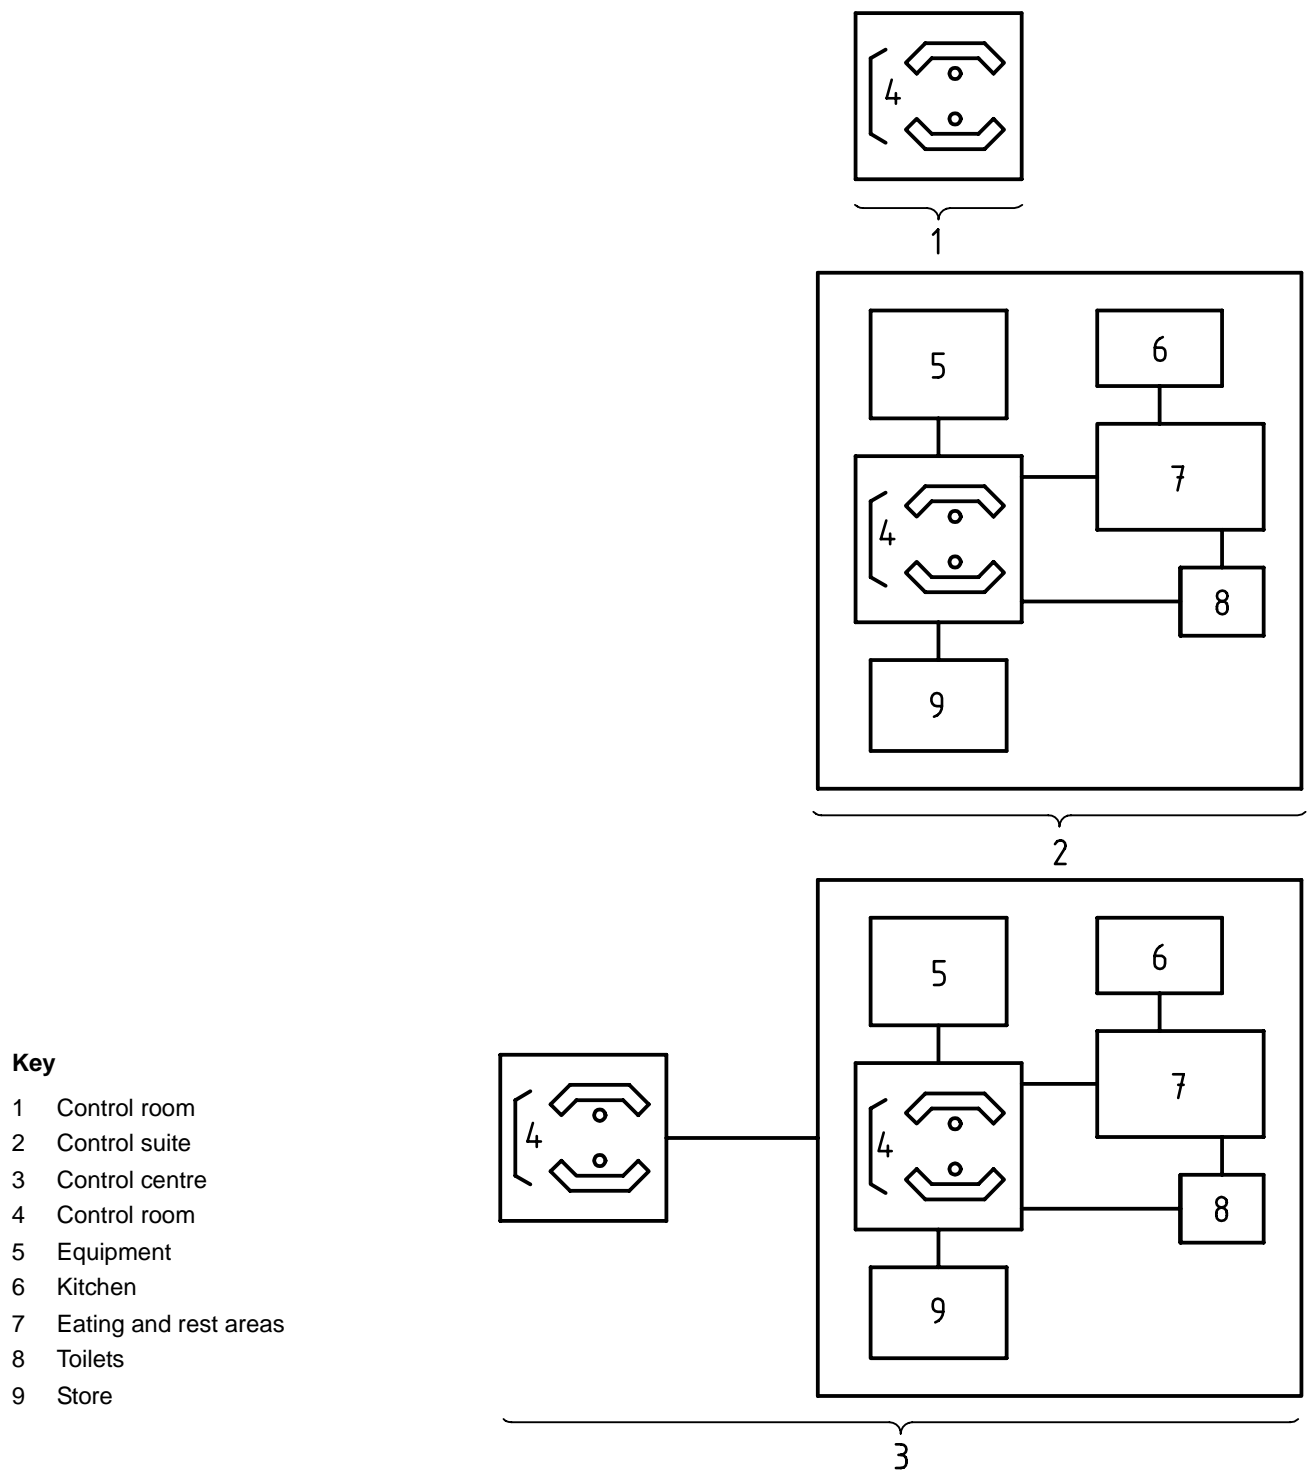 4
1
5
6
7
4
8
9
2
5
6
7
4
4
8
9
3
Key
1 Control room
2 Control suite
3 Control centre
4 Control room
5 Equipment
6 Kitchen
7 Eating and rest areas
8 Toilets
9 Store